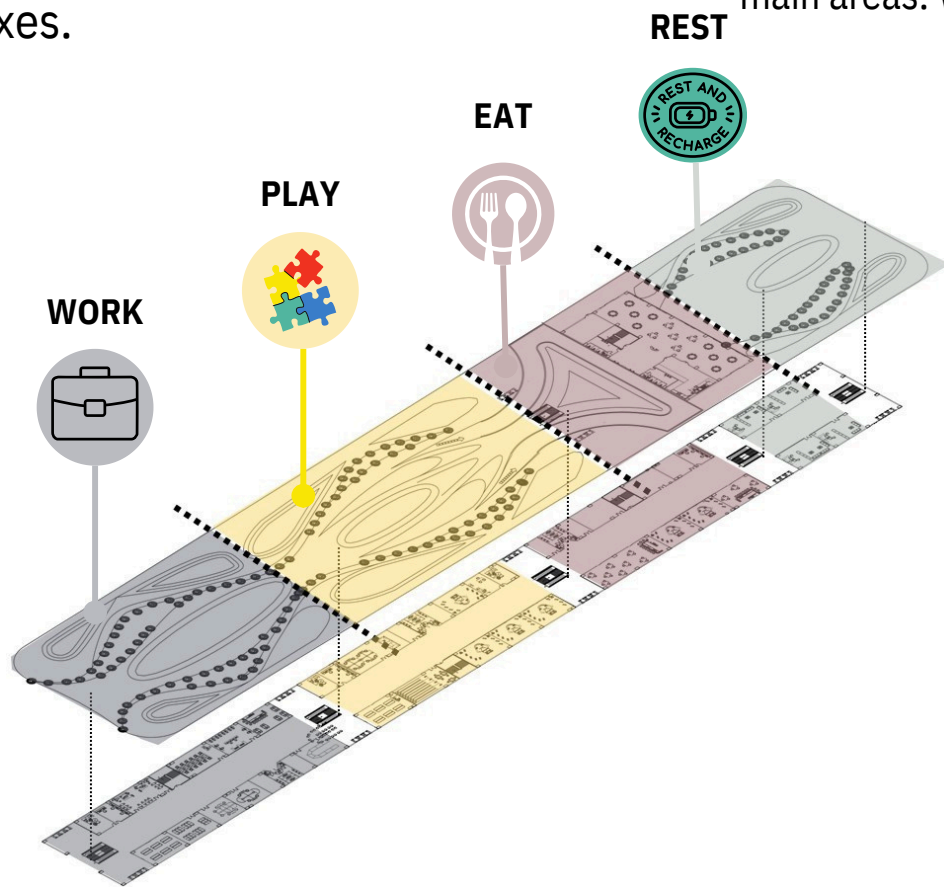 xes.
main areas.
REST
REST AND
RECHARGE
EAT
PLAY
WORK